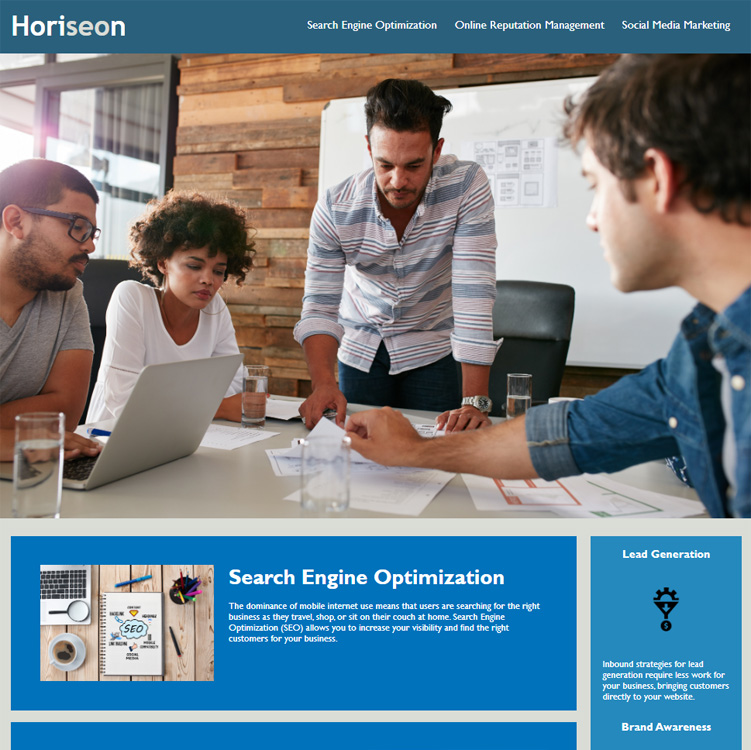 Horiseon
Search Engine Optimization
Online Reputation Management
Social Media Marketing
Search Engine Optimization
The dominance of mobile internet use means that users are searching for the right
business as they travel, shop, or sit on their couch at home. Search Engine
Optimization (SEO) allows you to increase your visibility and find the right
customers for your business.
SEO
Lead Generation
$
Inbound strategies for lead
generation require less work for
your business, bringing customers
directly to your website.
Brand Awareness